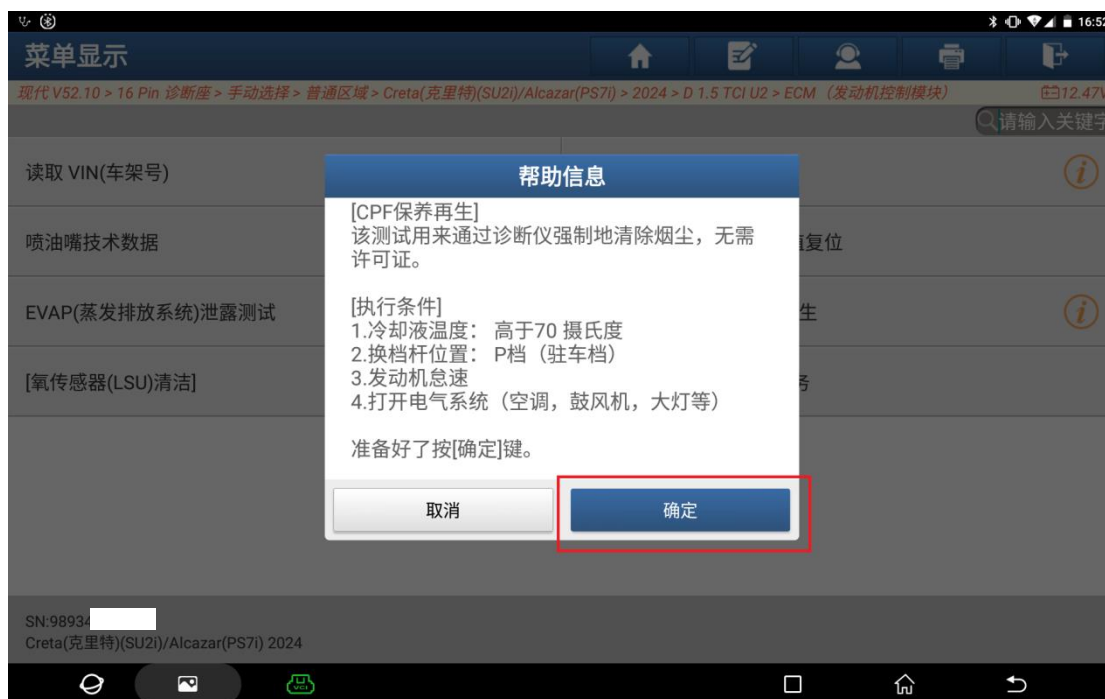 16:52
菜单显示
现代 V52.10 > 16 Pin 诊断座 > 手动选择 > 普通区域 > Creta(克里特)(SU2i)/Alcazar(PS7i) > 2024 > D 1.5 TCI U2 > ECM（发动机控制模块） 12.47V
请输入关键字
读取 VIN(车架号)
帮助信息
[CPF保养再生]
该测试用来通过诊断仪强制地清除烟尘，无需
许可证。
喷油嘴技术数据
复位
[执行条件]
1.冷却液温度： 高于70 摄氏度
2.换档杆位置： P档（驻车档）
3.发动机怠速
4.打开电气系统（空调，鼓风机，大灯等）
EVAP(蒸发排放系统)泄露测试
生
[氧传感器(LSU)清洁]
准备好了按[确定]键。
取消
确定
SN:98934
Creta(克里特)(SU2i)/Alcazar(PS7i) 2024
VCI